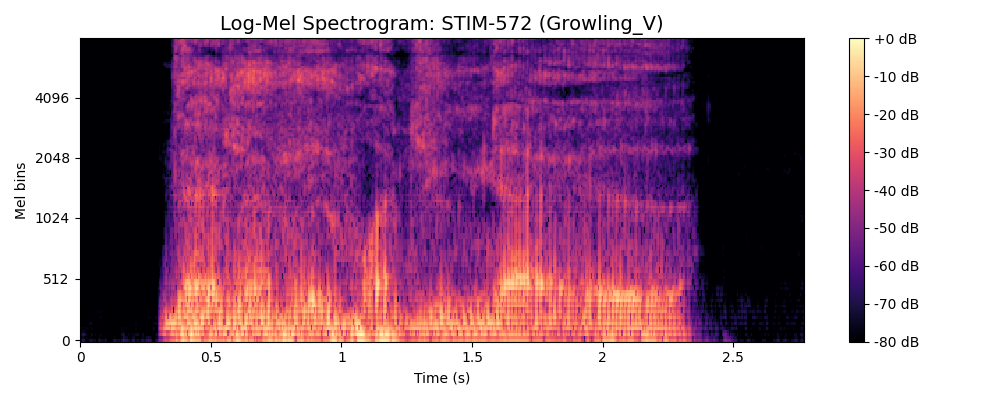 Log-Mel Spectrogram: STIM-572 (Growling_V)
Mel bins
4096
2048
1024
512
0
0
0.5
1
1.5
2
2.5
Time (s)
+0 dB
-10 dB
-20 dB
-30 dB
-40 dB
-50 dB
-60 dB
-70 dB
-80 dB